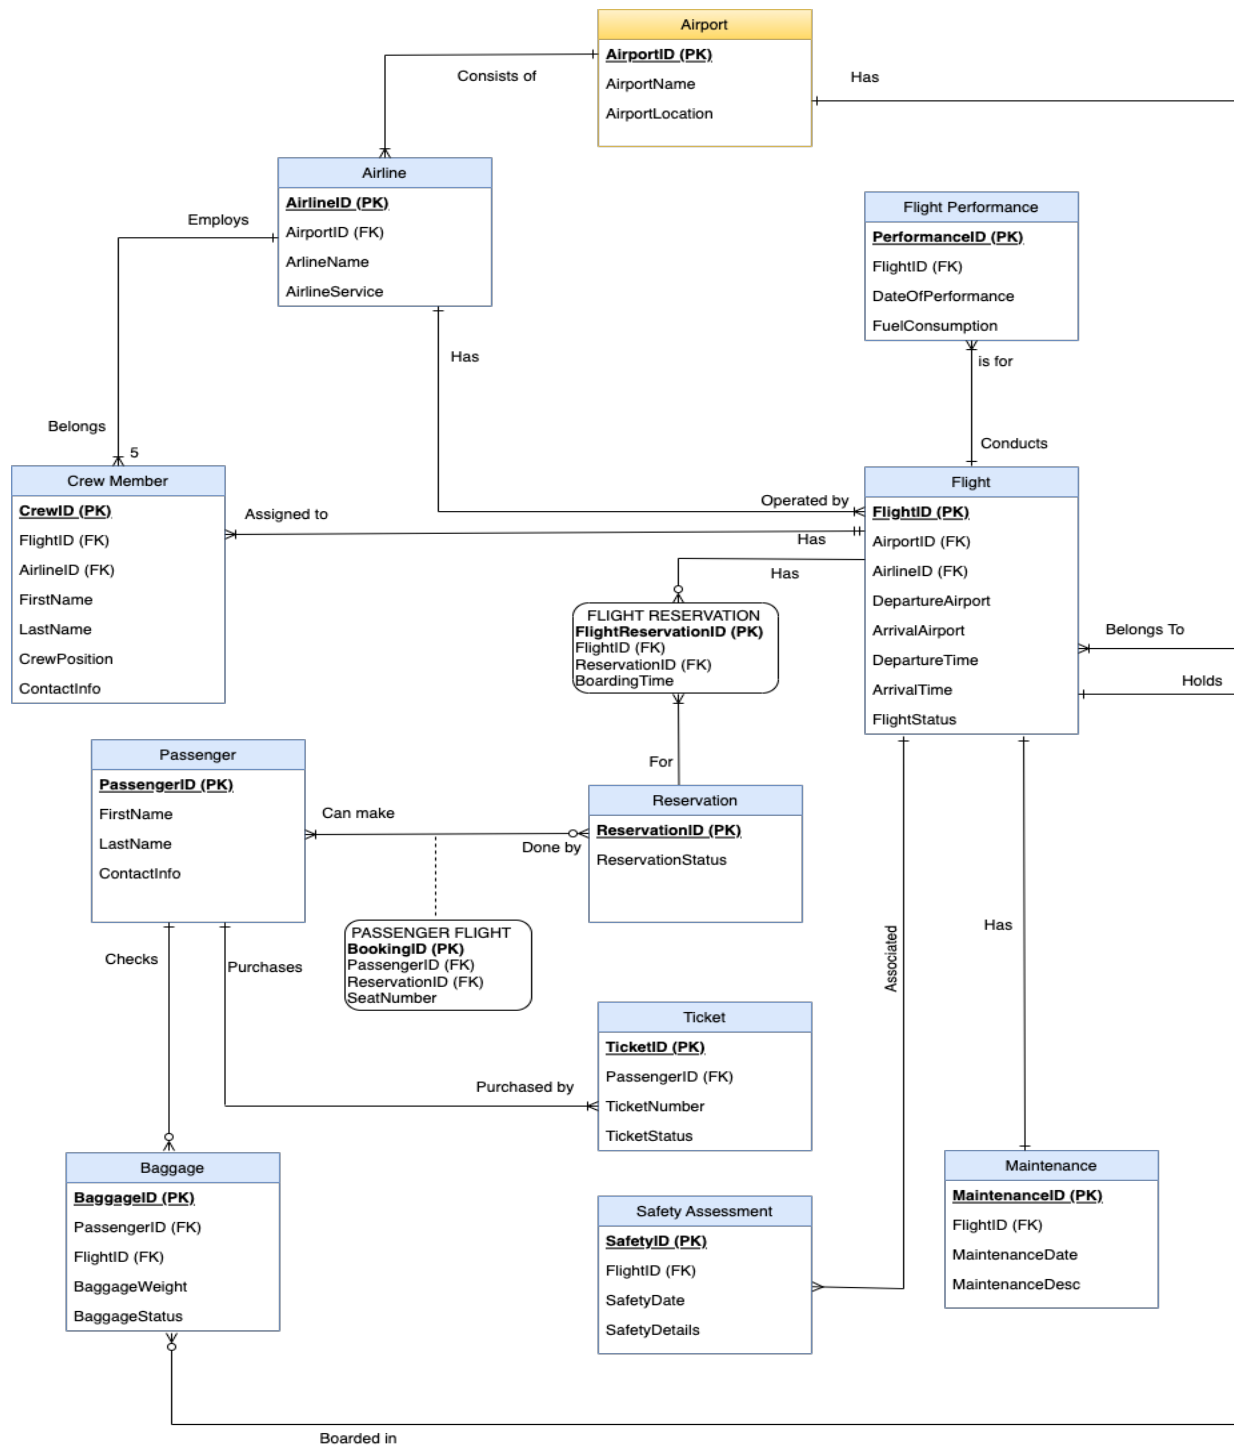 Airport
AirportID (PK)
AirportName
AirportLocation
Consists of
Has
Airline
AirlineID (PK)
AirportID (FK)
ArlineName
AirlineService
Employs
Has
Flight Performance
PerformanceID (PK)
FlightID (FK)
DateOfPerformance
FuelConsumption
is for
Conducts
Belongs
5
Crew Member
CrewID (PK)
FlightID (FK)
AirlineID (FK)
FirstName
LastName
CrewPosition
ContactInfo
Assigned to
Operated by
Has
Has
Flight
FlightID (PK)
AirportID (FK)
AirlineID (FK)
DepartureAirport
ArrivalAirport
DepartureTime
ArrivalTime
FlightStatus
Belongs To
Holds
FLIGHT RESERVATION
FlightReservationID (PK)
FlightID (FK)
ReservationID (FK)
BoardingTime
For
Passenger
PassengerID (PK)
FirstName
LastName
ContactInfo
Can make
Done by
Reservation
ReservationID (PK)
ReservationStatus
PASSENGER FLIGHT
BookingID (PK)
PassengerID (FK)
ReservationID (FK)
SeatNumber
Checks
Purchases
Associated
Has
Ticket
TicketID (PK)
PassengerID (FK)
TicketNumber
TicketStatus
Purchased by
Baggage
BaggageID (PK)
PassengerID (FK)
FlightID (FK)
BaggageWeight
BaggageStatus
Safety Assessment
SafetyID (PK)
FlightID (FK)
SafetyDate
SafetyDetails
Maintenance
MaintenanceID (PK)
FlightID (FK)
MaintenanceDate
MaintenanceDesc
Boarded in